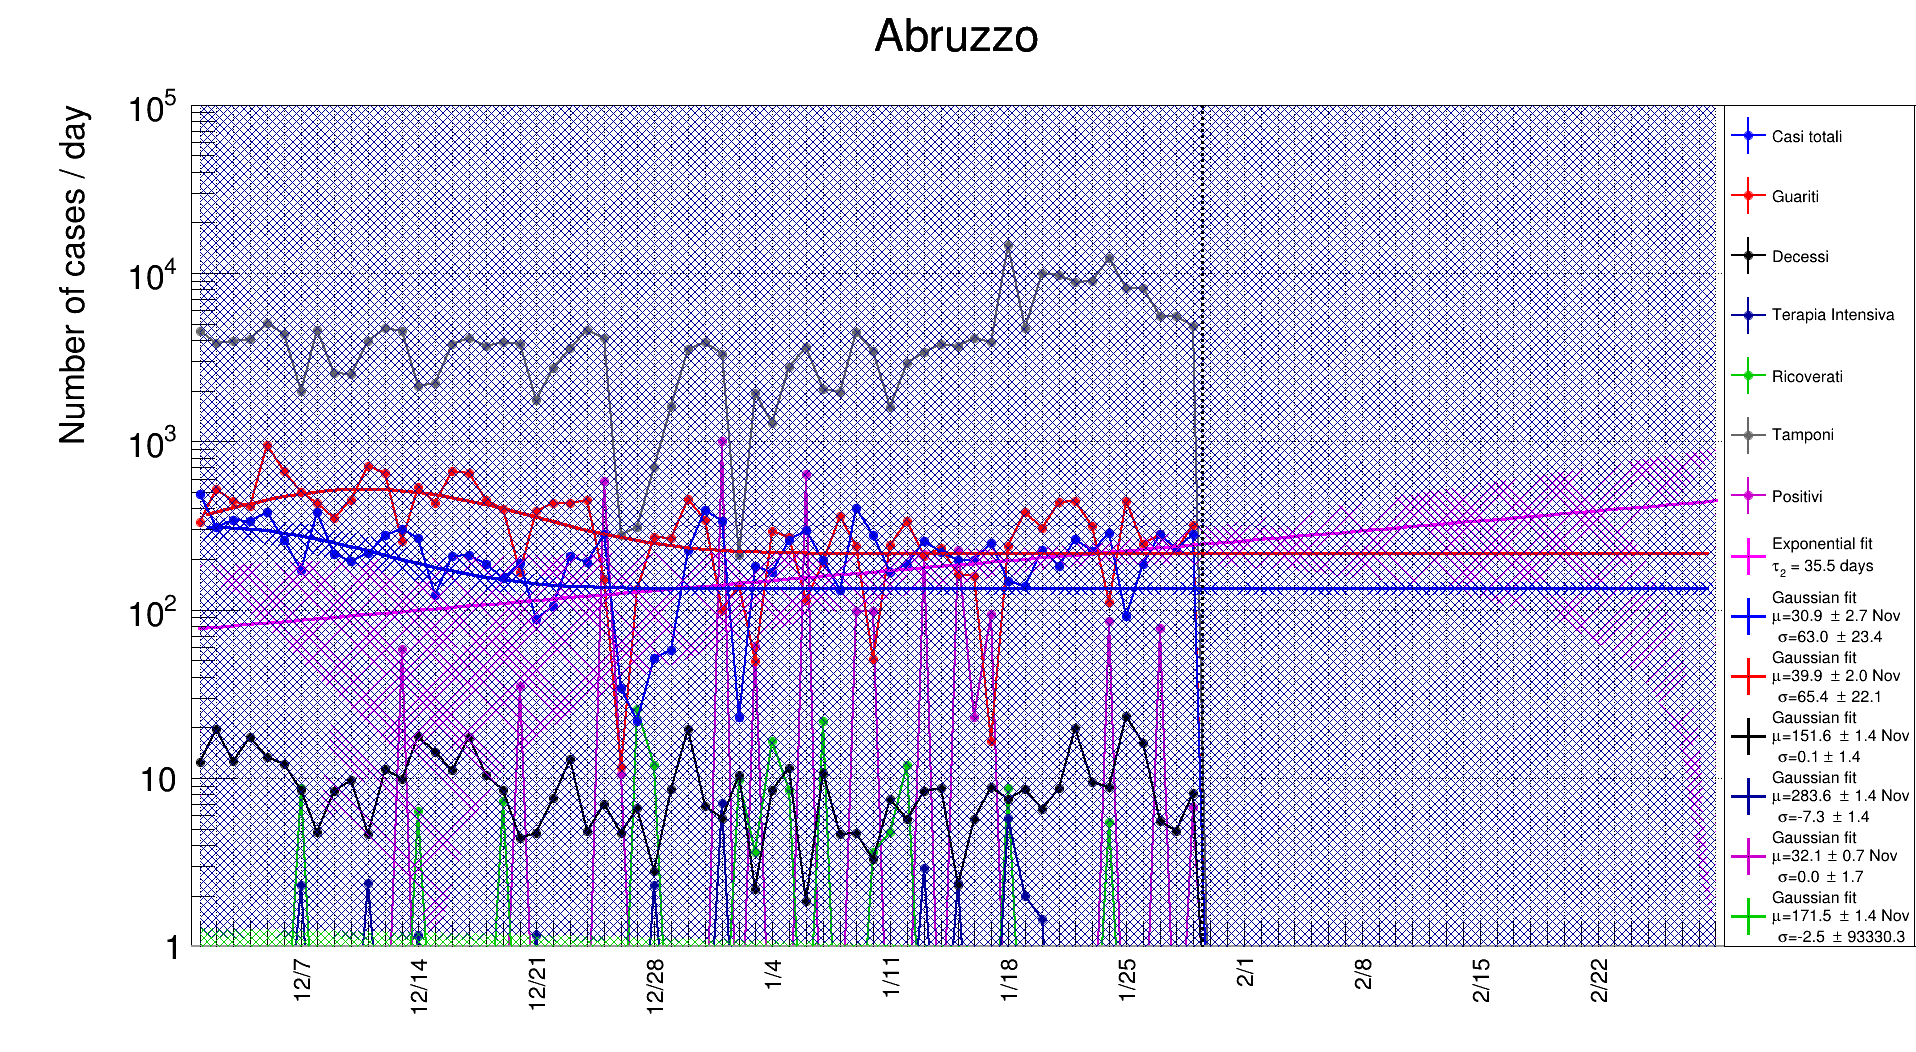 Abruzzo
Number of cases / day
10^5
10^4
10^3
10^2
10
1
12/7
12/14
12/21
12/28
1/4
1/11
1/18
1/25
2/1
2/8
2/15
2/22
Casi totali
Guariti
Decessi
Terapia Intensiva
Ricoverati
Tamponi
Positivi
Exponential fit
τ₂ = 35.5 days
Gaussian fit
μ=30.9 ± 2.7 Nov
σ=63.0 ± 23.4
Gaussian fit
μ=39.9 ± 2.0 Nov
σ=65.4 ± 22.1
Gaussian fit
μ=151.6 ± 1.4 Nov
σ=0.1 ± 1.4
Gaussian fit
μ=283.6 ± 1.4 Nov
σ=-7.3 ± 1.4
Gaussian fit
μ=32.1 ± 0.7 Nov
σ=0.0 ± 1.7
Gaussian fit
μ=171.5 ± 1.4 Nov
σ=-2.5 ± 93330.3